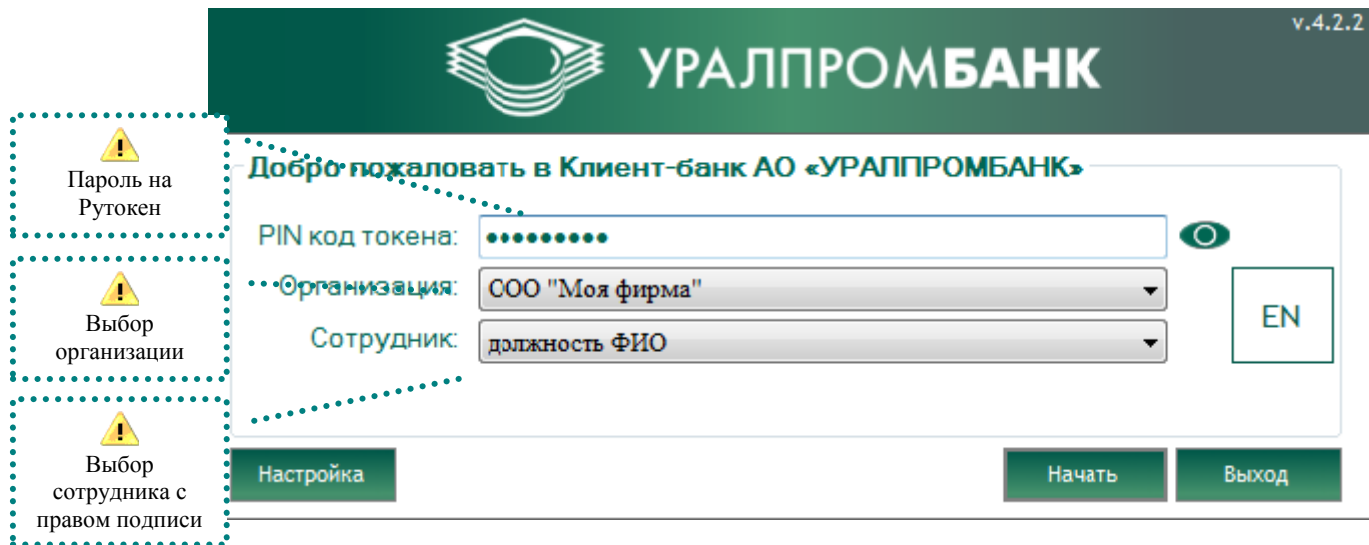 v.4.2.2
УРАЛПРОМБАНК
Пароль на
Рутокен
Добро пожаловать в Клиент-банк АО «УРАЛПРОМБАНК»
PIN код токена: •••••••••
Выбор
организации
Организация: СОО "Моя фирма"
EN
Сотрудник: должность ФИО
Выбор
сотрудника с
правом подписи
Настройка
Начать
Выход